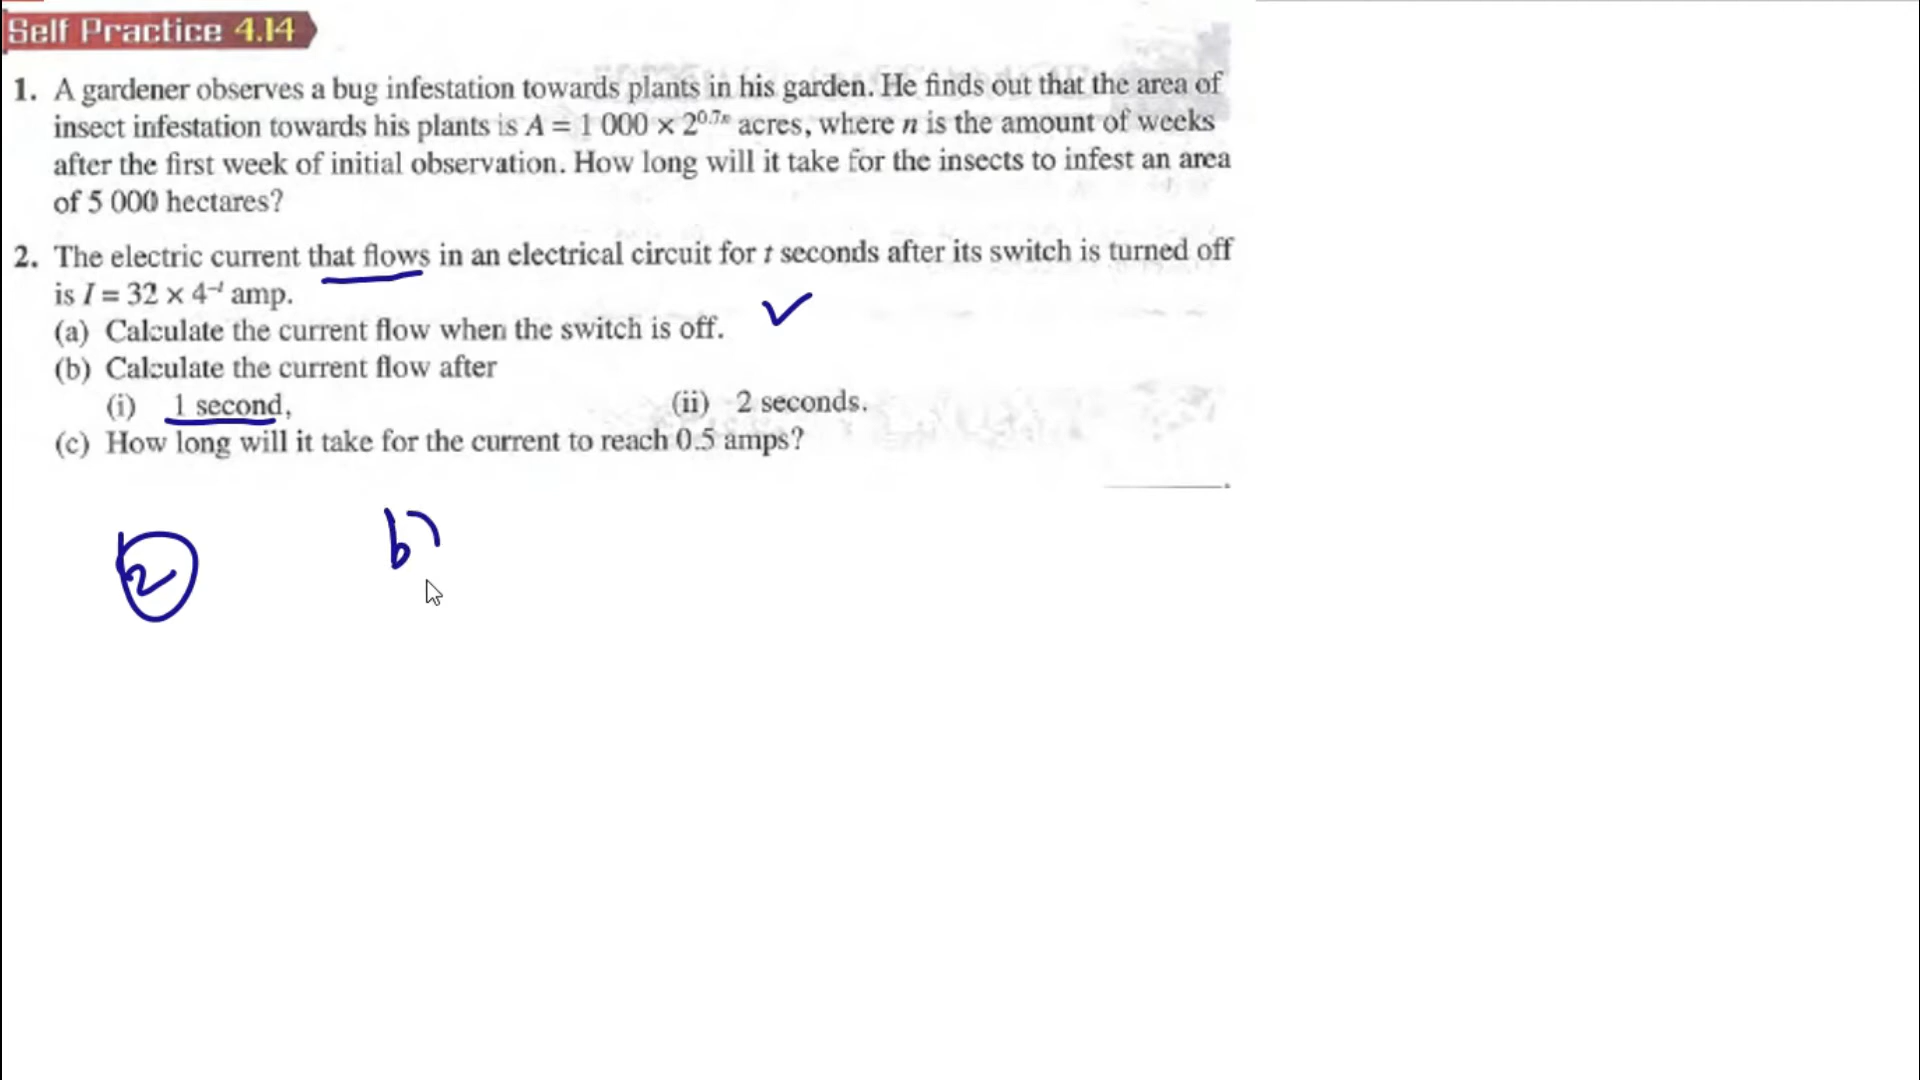 Self Practice 4.14
1. A gardener observes a bug infestation towards plants in his garden. He finds out that the area of
insect infestation towards his plants is A = 1 000 × 2^0.7n acres, where n is the amount of weeks
after the first week of initial observation. How long will it take for the insects to infest an area
of 5 000 hectares?
2. The electric current that flows in an electrical circuit for t seconds after its switch is turned off
is I = 32 × 4^–t amp.
(a) Calculate the current flow when the switch is off.
(b) Calculate the current flow after
(i) 1 second, (ii) 2 seconds.
(c) How long will it take for the current to reach 0.5 amps?
2 b)